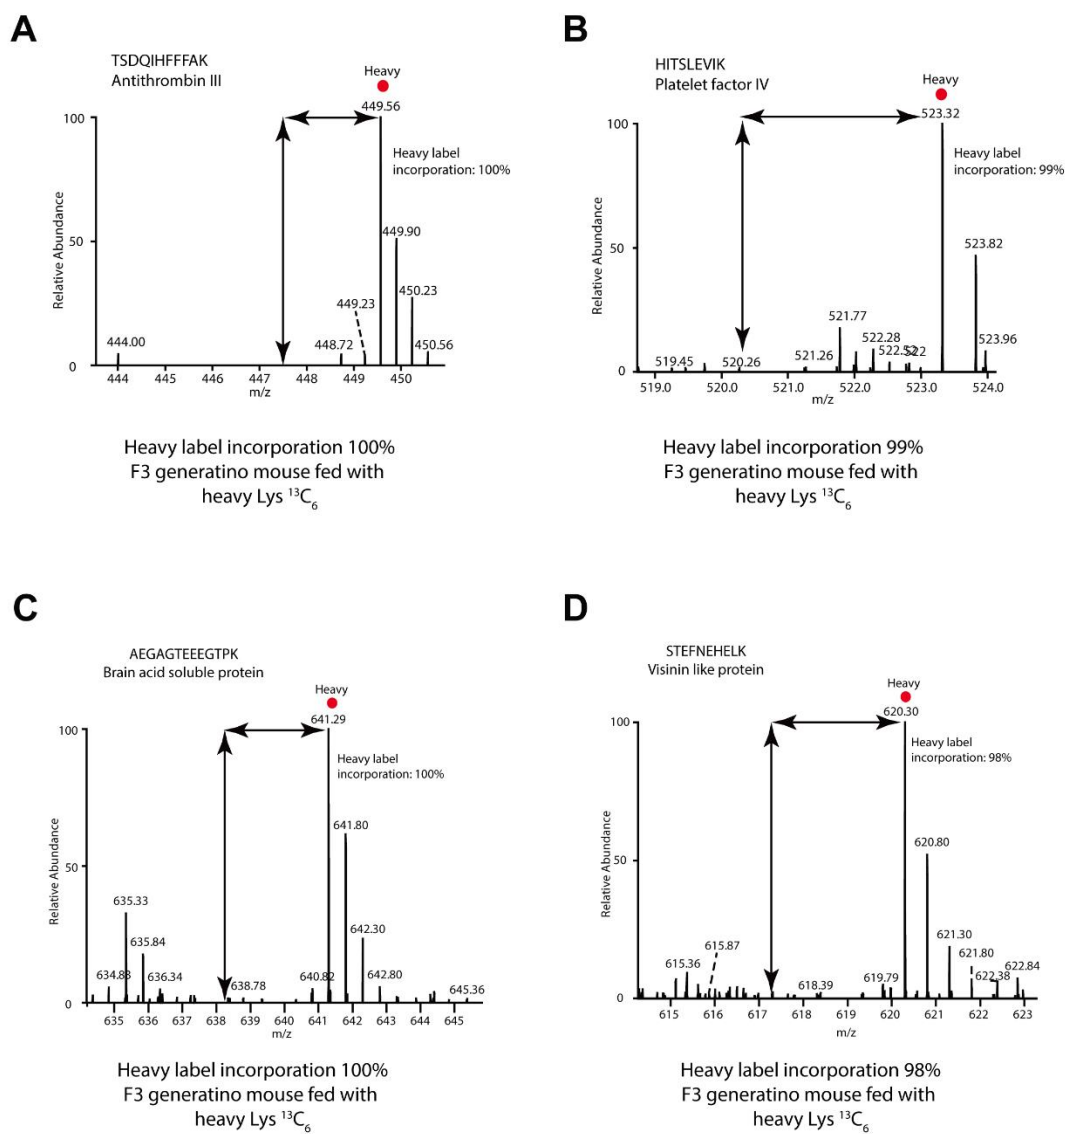 A
TSDQIHFFFAK
Antithrombin III
Heavy
449.56
100
Heavy label
incorporation: 100%
Relative Abundance
50
449.90
449.23
450.23
444.00
448.72
450.56
0
444 445 446 447 448 449 450
m/z
Heavy label incorporation 100%
F3 generatino mouse fed with
heavy Lys ¹³C₆
B
HITSLEVIK
Platelet factor IV
Heavy
523.32
100
Heavy label
incorporation: 99%
Relative Abundance
50
523.82
521.77
522.28
519.45 520.26 521.26 522.52 522 523.96
0
519.0 520.0 521.0 522.0 523.0 524.0
m/z
Heavy label incorporation 99%
F3 generatino mouse fed with
heavy Lys ¹³C₆
C
AEGAGTEEEGTPK
Brain acid soluble protein
Heavy
641.29
100
Heavy label
incorporation: 100%
Relative Abundance
641.80
50
635.33
635.84
642.30
634.83 636.34 638.78 640.82 642.80 645.36
0
635 636 637 638 639 640 641 642 643 644 645
m/z
Heavy label incorporation 100%
F3 generatino mouse fed with
heavy Lys ¹³C₆
D
STEFNEHELK
Visinin like protein
Heavy
620.30
100
Heavy label
incorporation: 98%
Relative Abundance
50
620.80
615.87
621.30
615.36
621.80
618.39 619.79 622.38 622.84
0
615 616 617 618 619 620 621 622 623
m/z
Heavy label incorporation 98%
F3 generatino mouse fed with
heavy Lys ¹³C₆